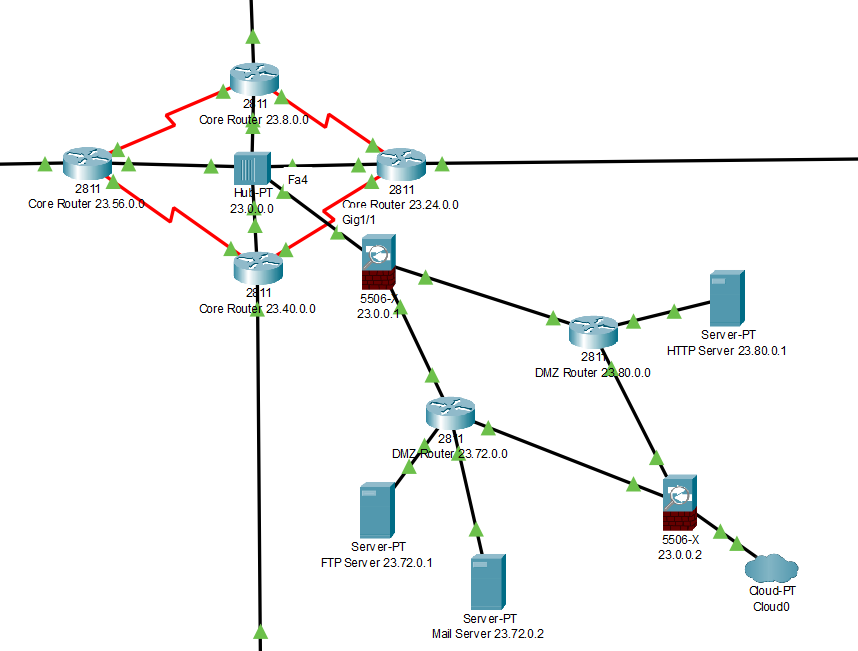 2811
Core Router 23.8.0.0
2811
Core Router 23.56.0.0
Hub-PT
23.0.0.0
Fa4
2811
Core Router 23.24.0.0
Gig1/1
2811
Core Router 23.40.0.0
5506-X
23.0.0.1
2811
DMZ Router 23.80.0.0
Server-PT
HTTP Server 23.80.0.1
2811
DMZ Router 23.72.0.0
Server-PT
FTP Server 23.72.0.1
Server-PT
Mail Server 23.72.0.2
5506-X
23.0.0.2
Cloud-PT
Cloud0